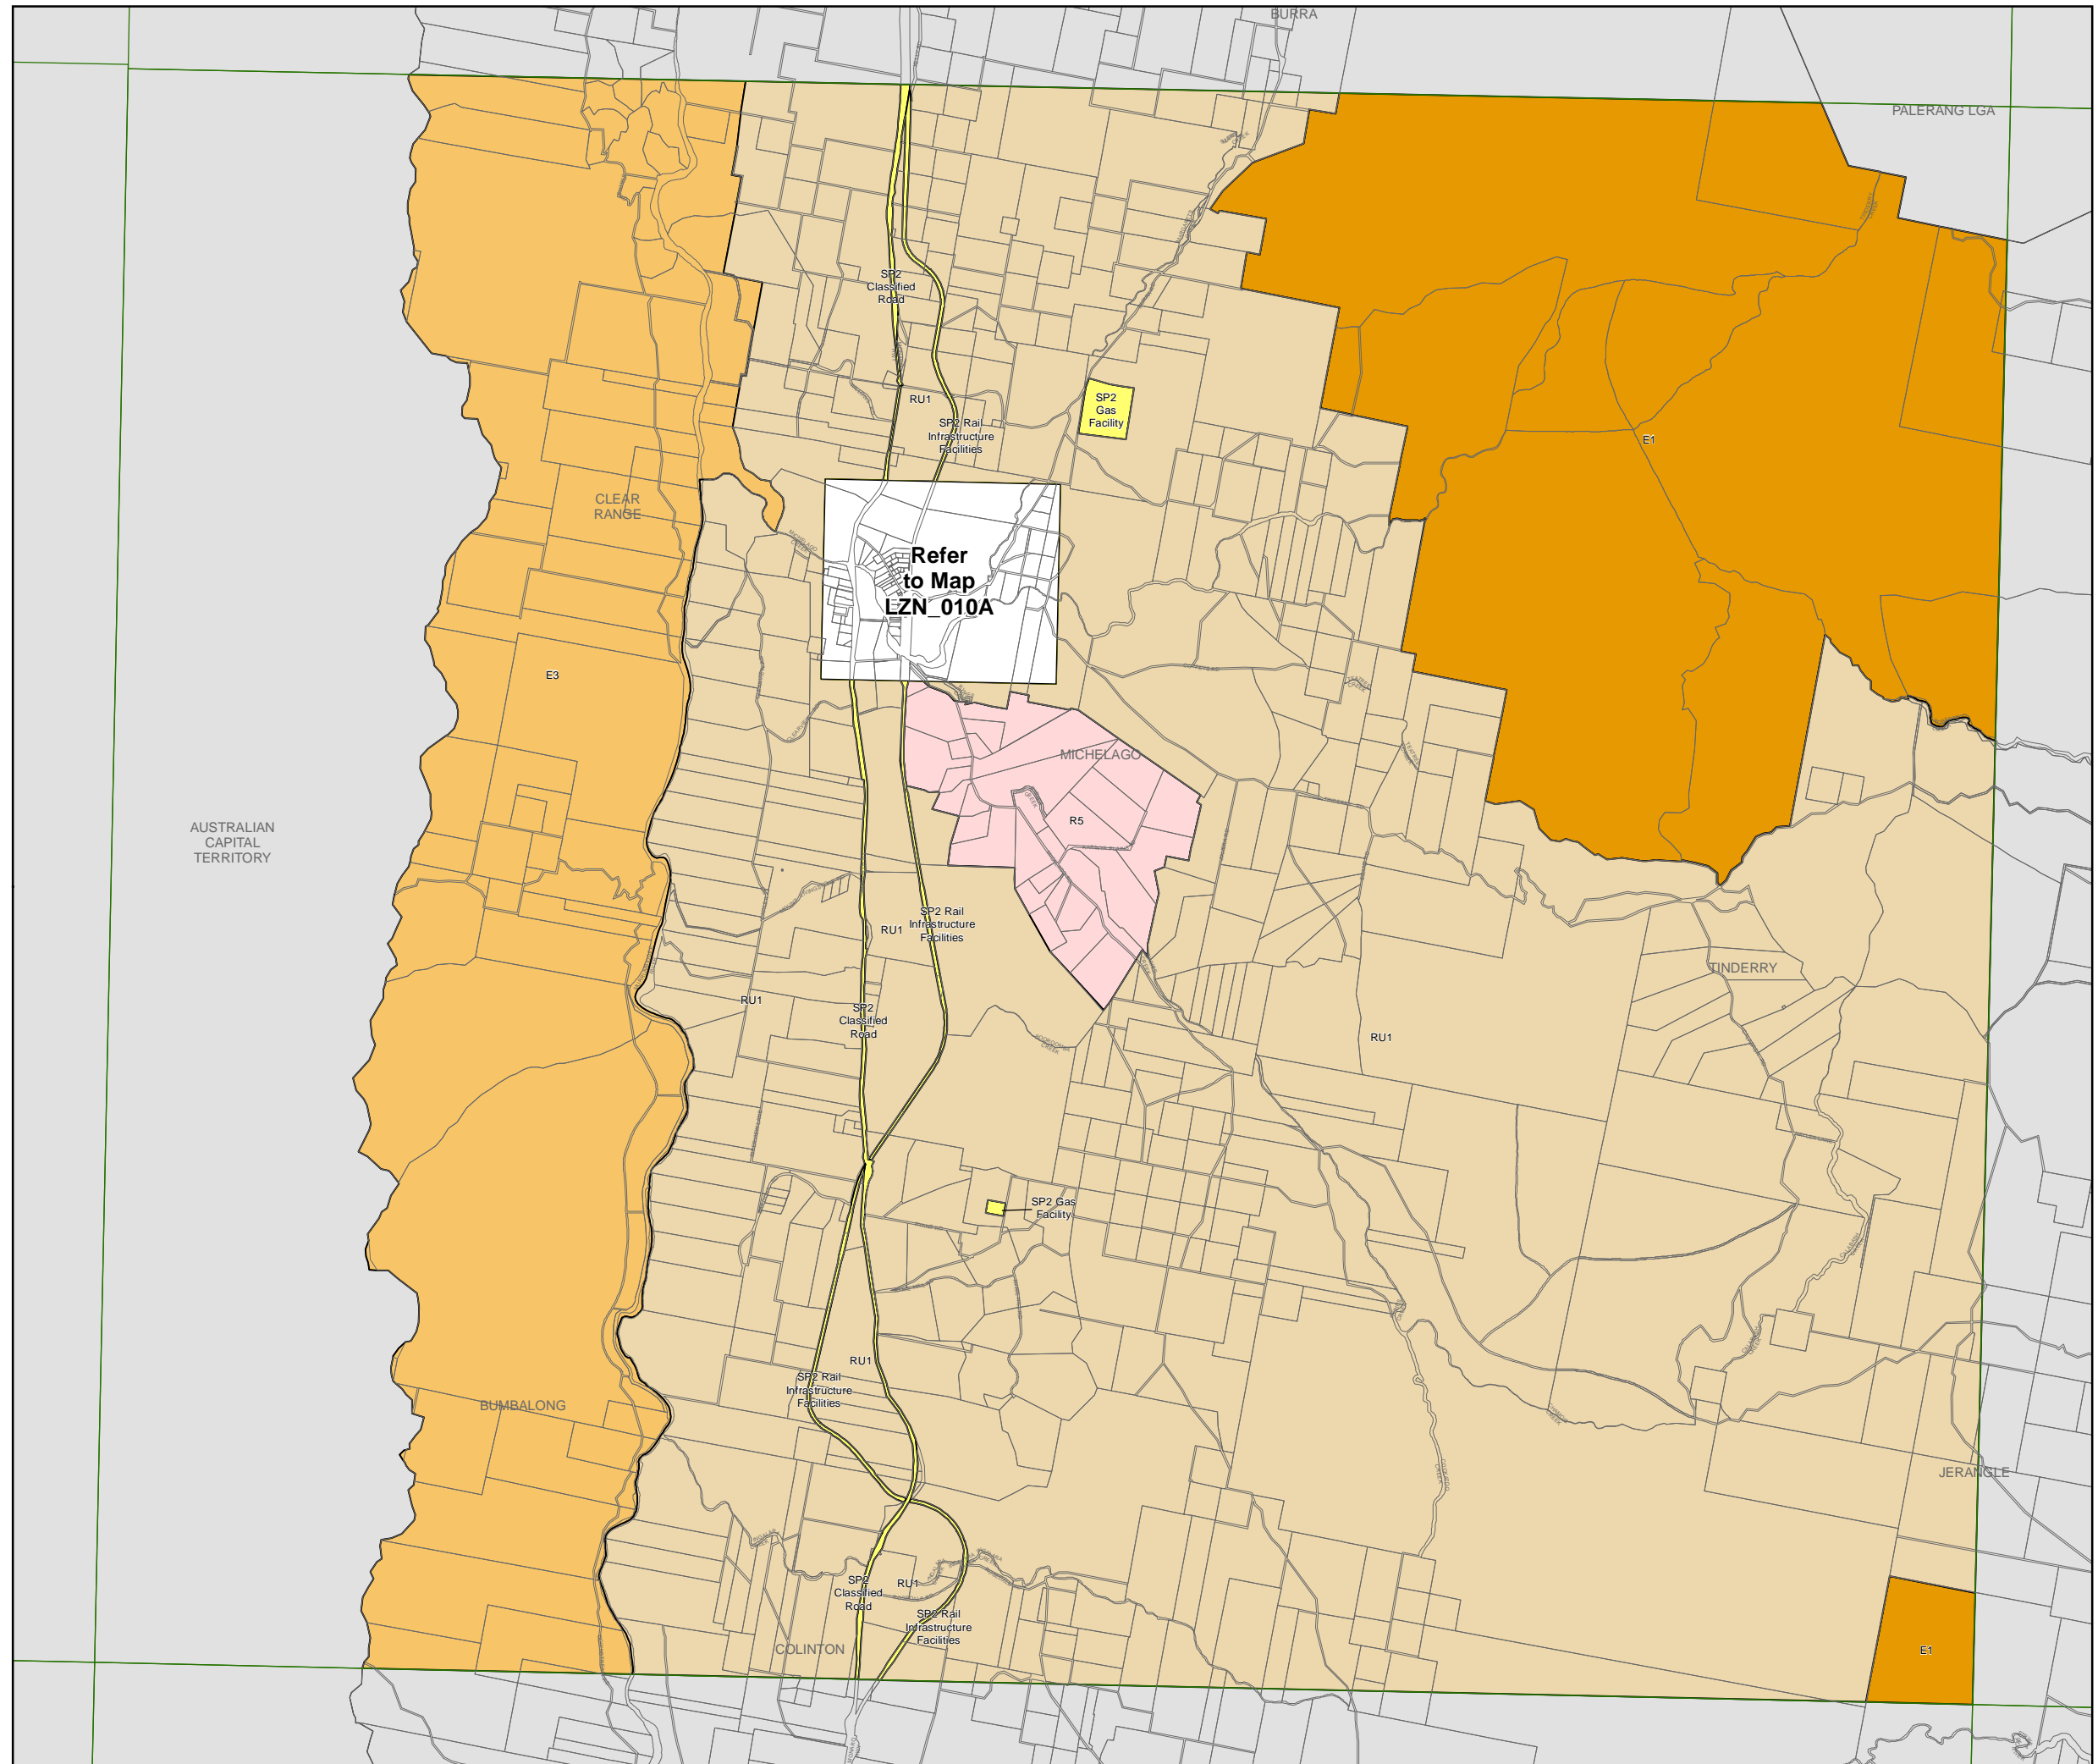 BURRA
PALERANG LGA
SP2
Classified
Road
RU1
SP2 Rail
Infrastructure
Facilities
SP2
Gas
Facility
E1
CLEAR
RANGE
Refer
to Map
LZN_010A
E3
MICHELAGO
R5
AUSTRALIAN
CAPITAL
TERRITORY
SP2 Rail
Infrastructure
Facilities
RU1
TINDERRY
RU1
SP2
Classified
Road
RU1
SP2 Gas
Facility
RU1
SP2 Rail
Infrastructure
Facilities
BUMBALONG
JERANGLE
SP2
Classified
Road
RU1
SP2 Rail
Infrastructure
Facilities
COLINTON
E1